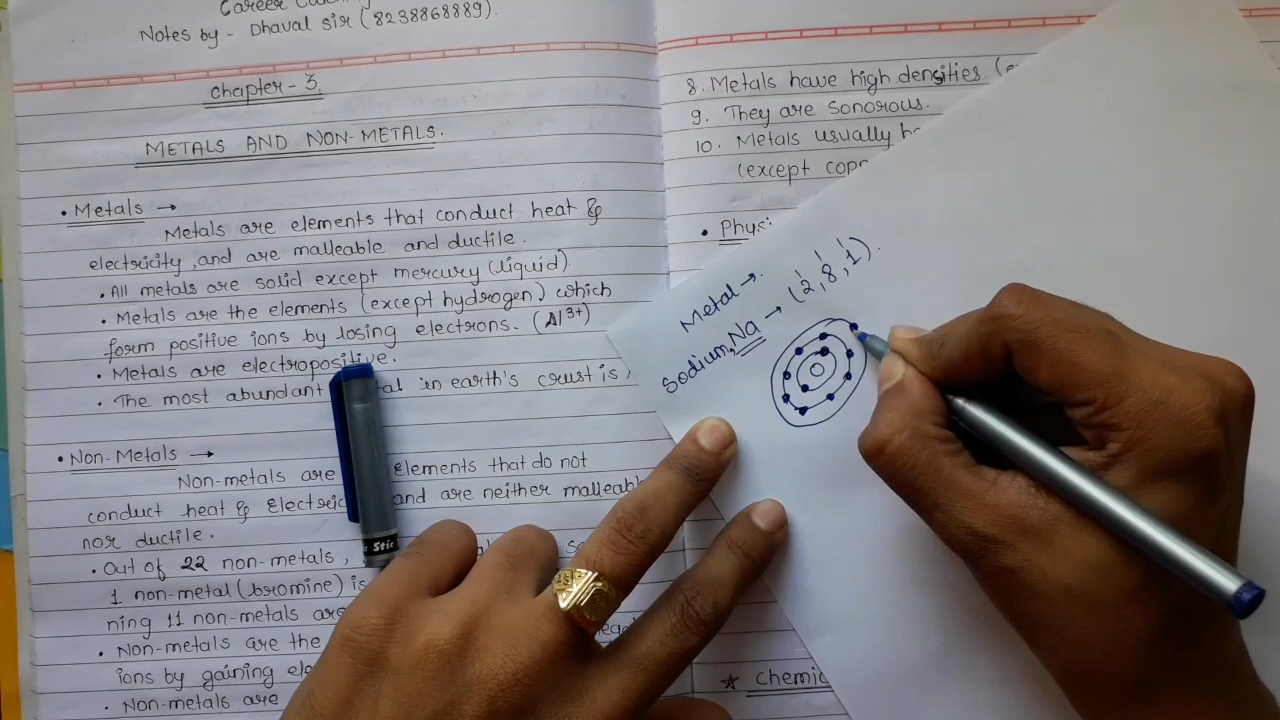 Career
Notes by - Dhaval sir (8238868889).
chapter - 3.
METALS AND NON-METALS.
• Metals →
Metals are elements that conduct heat &
electricity, and are malleable and ductile.
• All metals are solid except mercury (liquid)
• Metals are the elements (except hydrogen) which
form positive ions by losing electrons. (Al³⁺)
• Metals are electropositive.
• The most abundant in earth's crust is
• Non-Metals →
Non-metals are elements that do not
conduct heat & and are neither malleable
nor ductile.
• Out of 22 non-metals,
1 non-metal (bromine) is
ning 11 non-metals are
• Non-metals are the
ions by gaining
• Non-metals are
8. Metals have high densities.
9. They are sonorous.
10. Metals usually
(except
•
* 
Metal →.
Sodium, Na → (2, 8, 1).
Stic